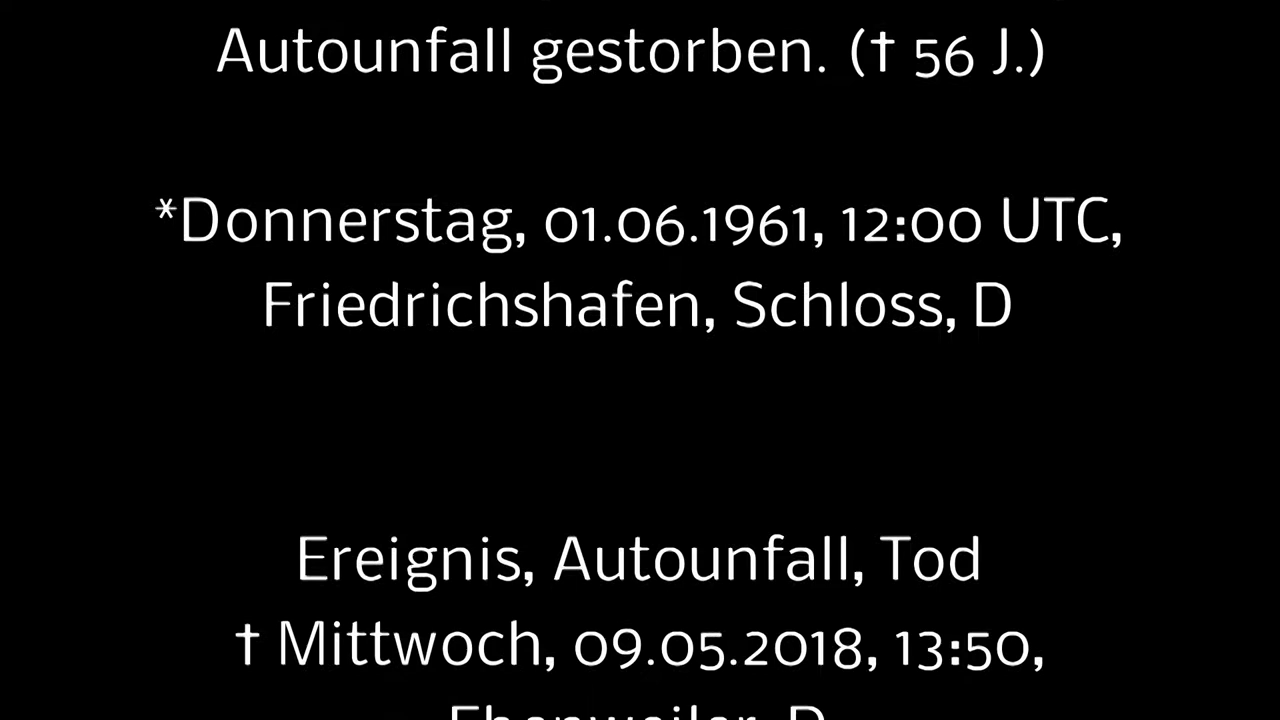 Autounfall gestorben. († 56 J.)
*Donnerstag, 01.06.1961, 12:00 UTC,
Friedrichshafen, Schloss, D
Ereignis, Autounfall, Tod
† Mittwoch, 09.05.2018, 13:50,
Ebenweiler, D